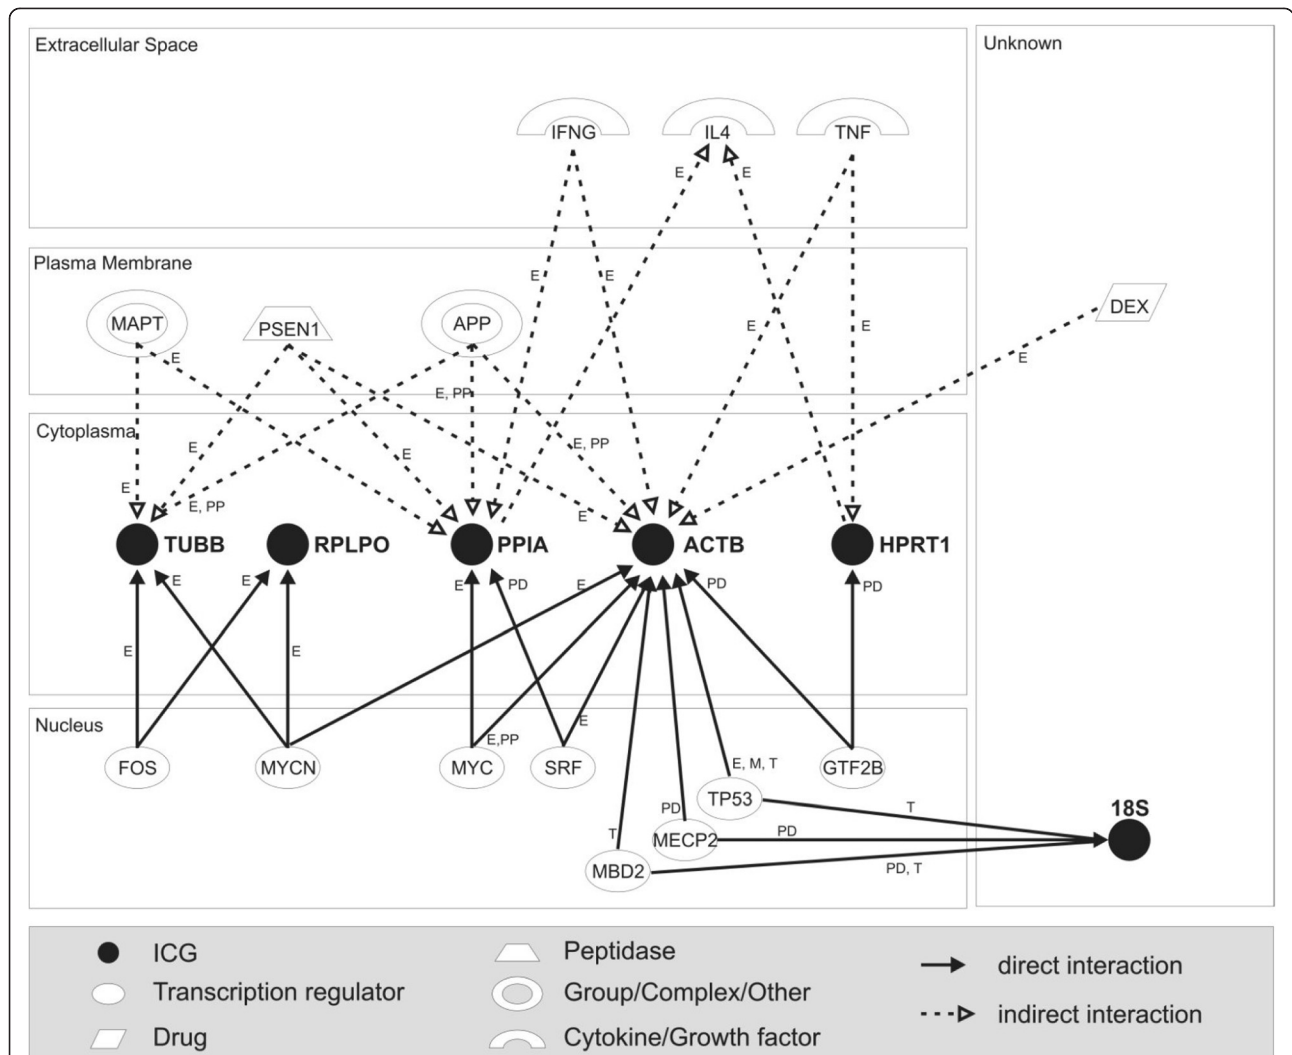 Extracellular Space
Unknown
IFNG
IL4
TNF
E
E
Plasma Membrane
E
E
MAPT
PSEN1
APP
DEX
E
E
E
E
E, PP
Cytoplasma
E
E
E, PP
E
E, PP
E
TUBB
RPLPO
PPIA
ACTB
HPRT1
E
E
E
PD
E
PD
PD
E
E
Nucleus
E
E,PP
FOS
MYCN
MYC
SRF
E, M, T
GTF2B
TP53
T
18S
PD
T
MECP2
PD
MBD2
PD, T
ICG
Peptidase
direct interaction
Transcription regulator
Group/Complex/Other
indirect interaction
Drug
Cytokine/Growth factor